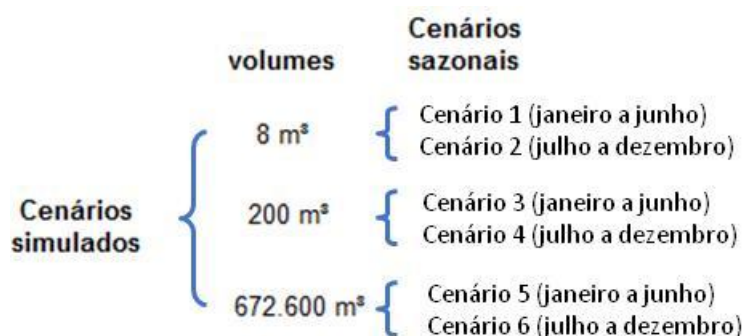 volumes
Cenários
sazonais
Cenários
simulados
8 m³
Cenário 1 (janeiro a junho)
Cenário 2 (julho a dezembro)
200 m³
Cenário 3 (janeiro a junho)
Cenário 4 (julho a dezembro)
672.600 m³
Cenário 5 (janeiro a junho)
Cenário 6 (julho a dezembro)